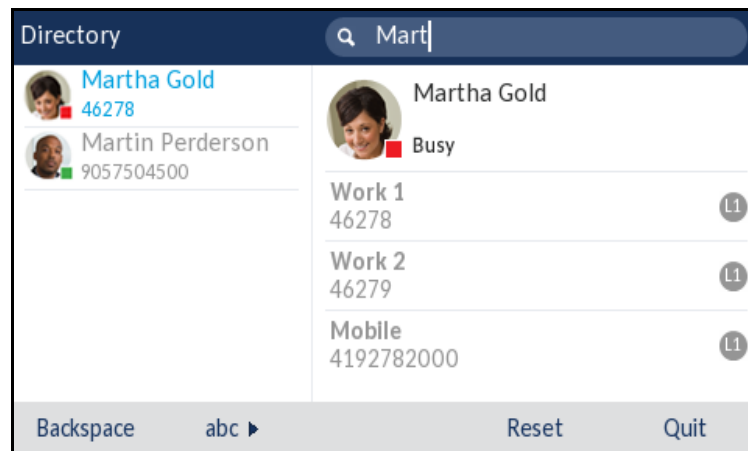 Directory
Mart
Martha Gold
46278
Martin Perderson
9057504500
Martha Gold
Busy
Work 1
46278
L1
Work 2
46279
L1
Mobile
4192782000
L1
Backspace abc Reset Quit